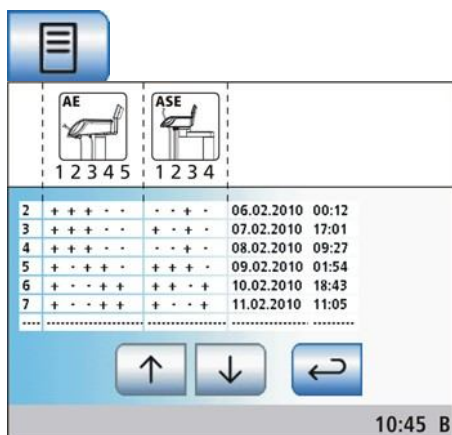 AE ASE
1 2 3 4 5 1 2 3 4
2 + + + - - - - + - 06.02.2010 00:12
3 + + + - - + - + - 07.02.2010 17:01
4 + + + - - - - + - 08.02.2010 09:27
5 + - + + - + + + - 09.02.2010 01:54
6 + - - + + + + - + 10.02.2010 18:43
7 + - - + + + - - + 11.02.2010 11:05
10:45 B